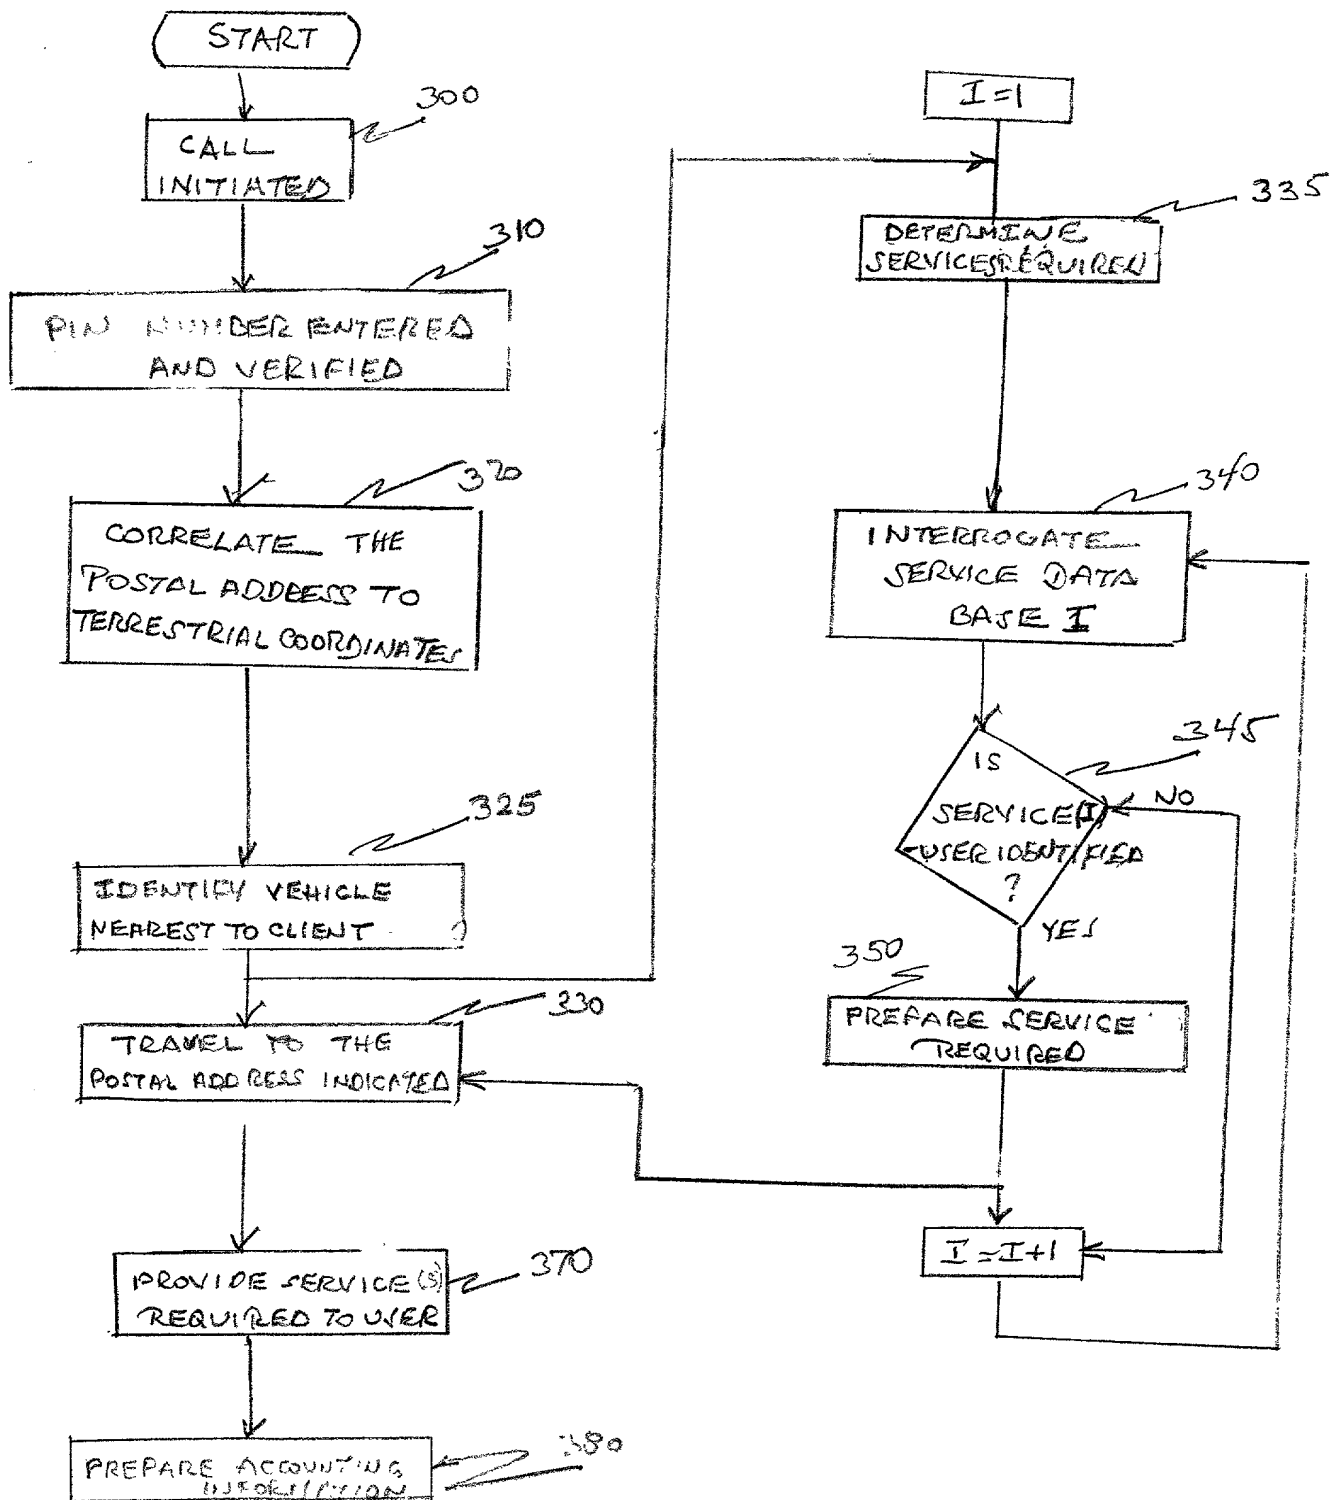 START
300
CALL
INITIATED
310
PIN NUMBER ENTERED
AND VERIFIED
320
CORRELATE THE
POSTAL ADDRESS TO
TERRESTRIAL COORDINATES
325
IDENTIFY VEHICLE
NEAREST TO CLIENT
330
TRAVEL TO THE
POSTAL ADDRESS INDICATED
PROVIDE SERVICE(S)
REQUIRED TO USER
370
380
PREPARE ACCOUNTING
INFORMATION
I=1
335
DETERMINE
SERVICES REQUIRED
340
INTERROGATE
SERVICE DATA
BASE I
345
IS
SERVICE(I)
USER IDENTIFIED
?
NO
YES
350
PREPARE SERVICE
REQUIRED
I=I+1